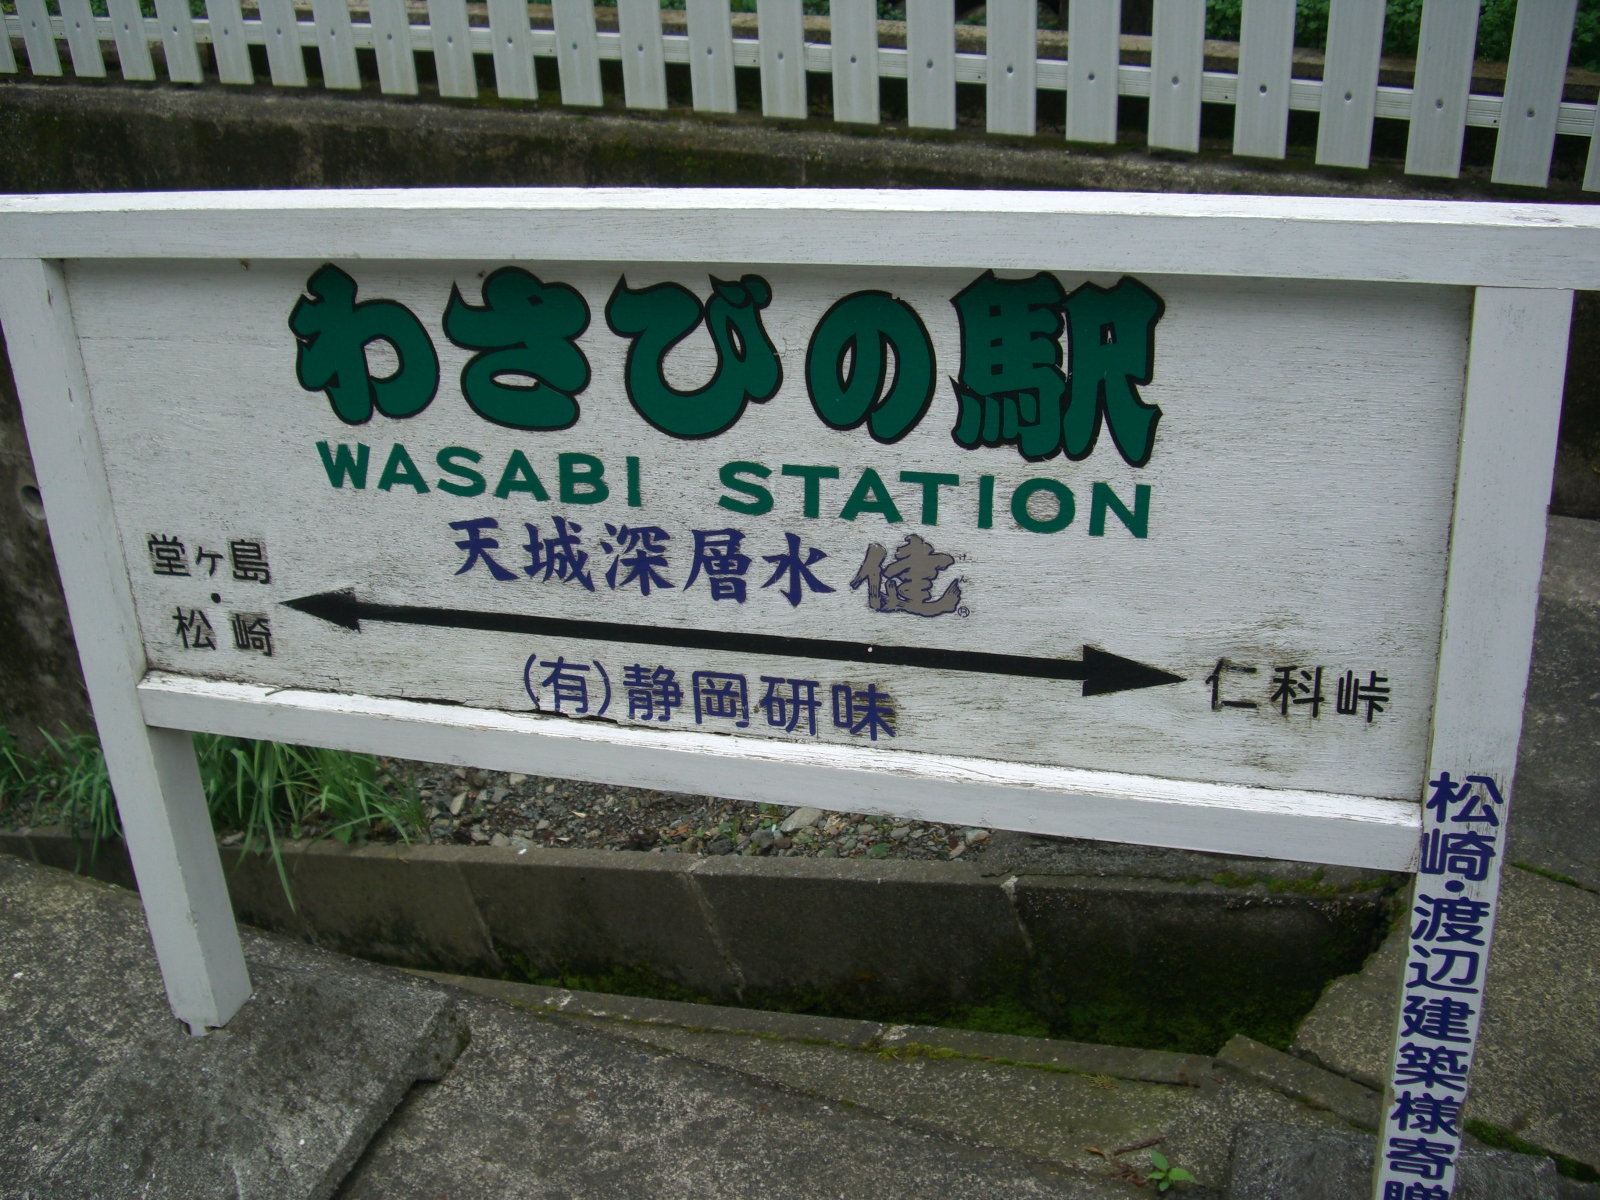 わさびの駅
WASABI STATION
天城深層水 健
堂ヶ島
・
松崎
仁科峠
(有)静岡研味
松崎・渡辺建築様寄贈